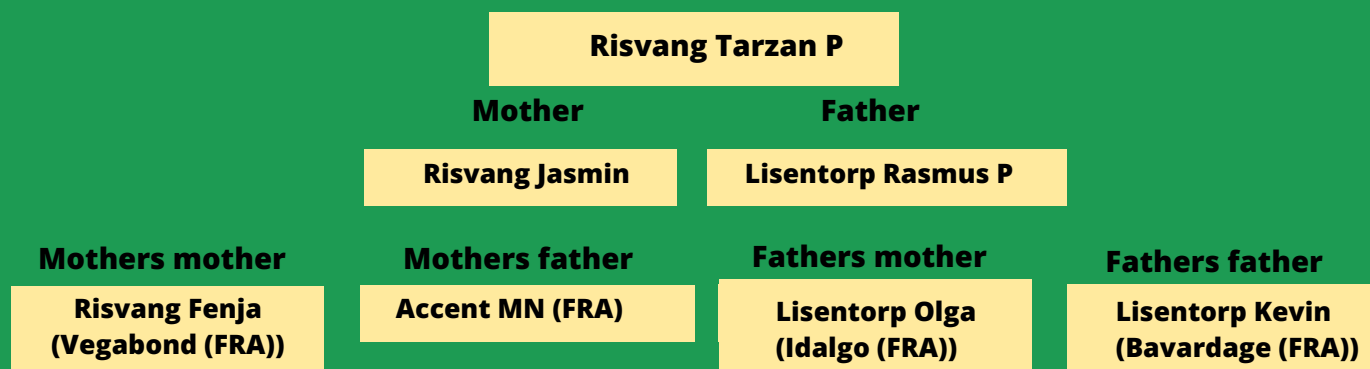 Risvang Tarzan P
Mother
Father
Risvang Jasmin
Lisentorp Rasmus P
Mothers mother
Mothers father
Fathers mother
Fathers father
Risvang Fenja
(Vegabond (FRA))
Accent MN (FRA)
Lisentorp Olga
(Idalgo (FRA))
Lisentorp Kevin
(Bavardage (FRA))